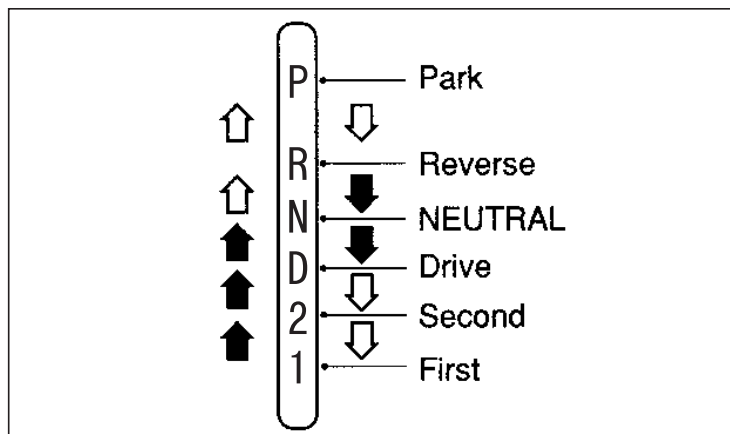 P Park
R Reverse
N NEUTRAL
D Drive
2 Second
1 First